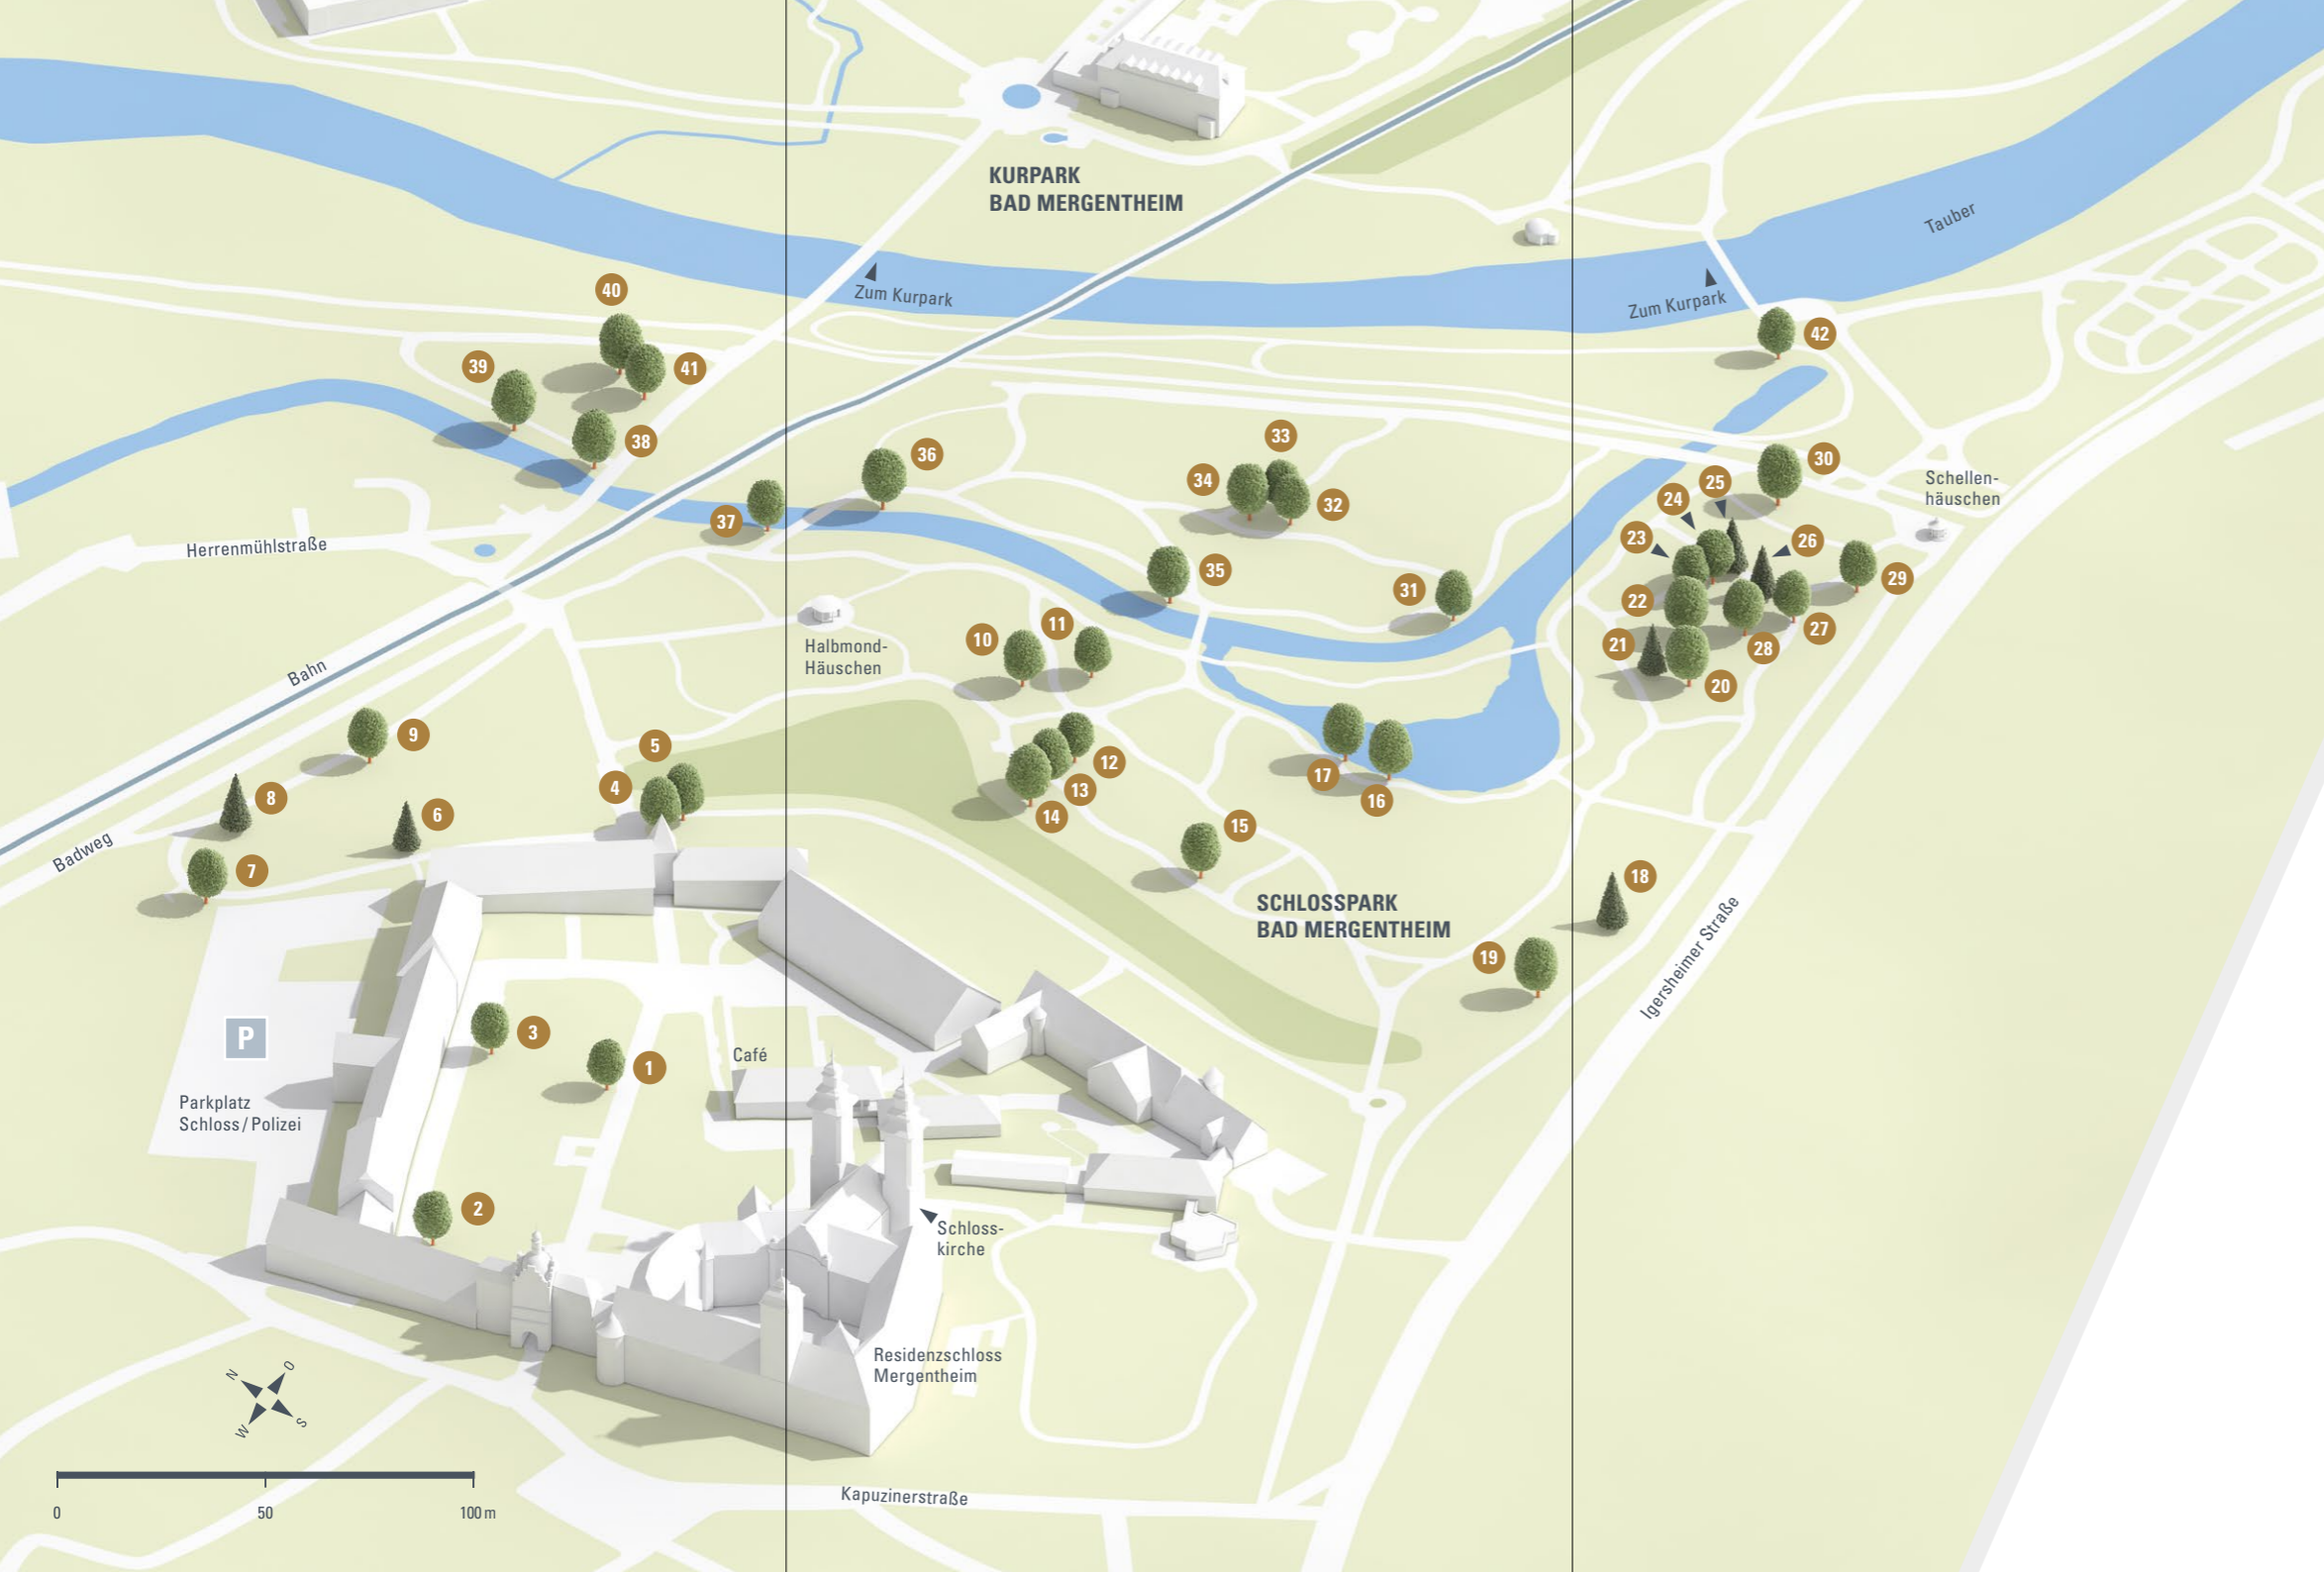 KURPARK
BAD MERGENTHEIM
Tauber
Zum Kurpark
Zum Kurpark
40
42
39
41
38
33
36
30
34
25
Schellen-
häuschen
24
32
37
23
26
Herrenmühlstraße
35
29
31
22
11
27
10
21
28
Halbmond-
Häuschen
Bahn
20
9
5
12
17
4
13
8
16
6
14
15
Badweg
7
18
SCHLOSSPARK
BAD MERGENTHEIM
19
Igersheimer Straße
P
3
Café
1
Parkplatz
Schloss/Polizei
2
Schloss-
kirche
Residenzschloss
Mergentheim
N
O
W
S
Kapuzinerstraße
0
50
100 m